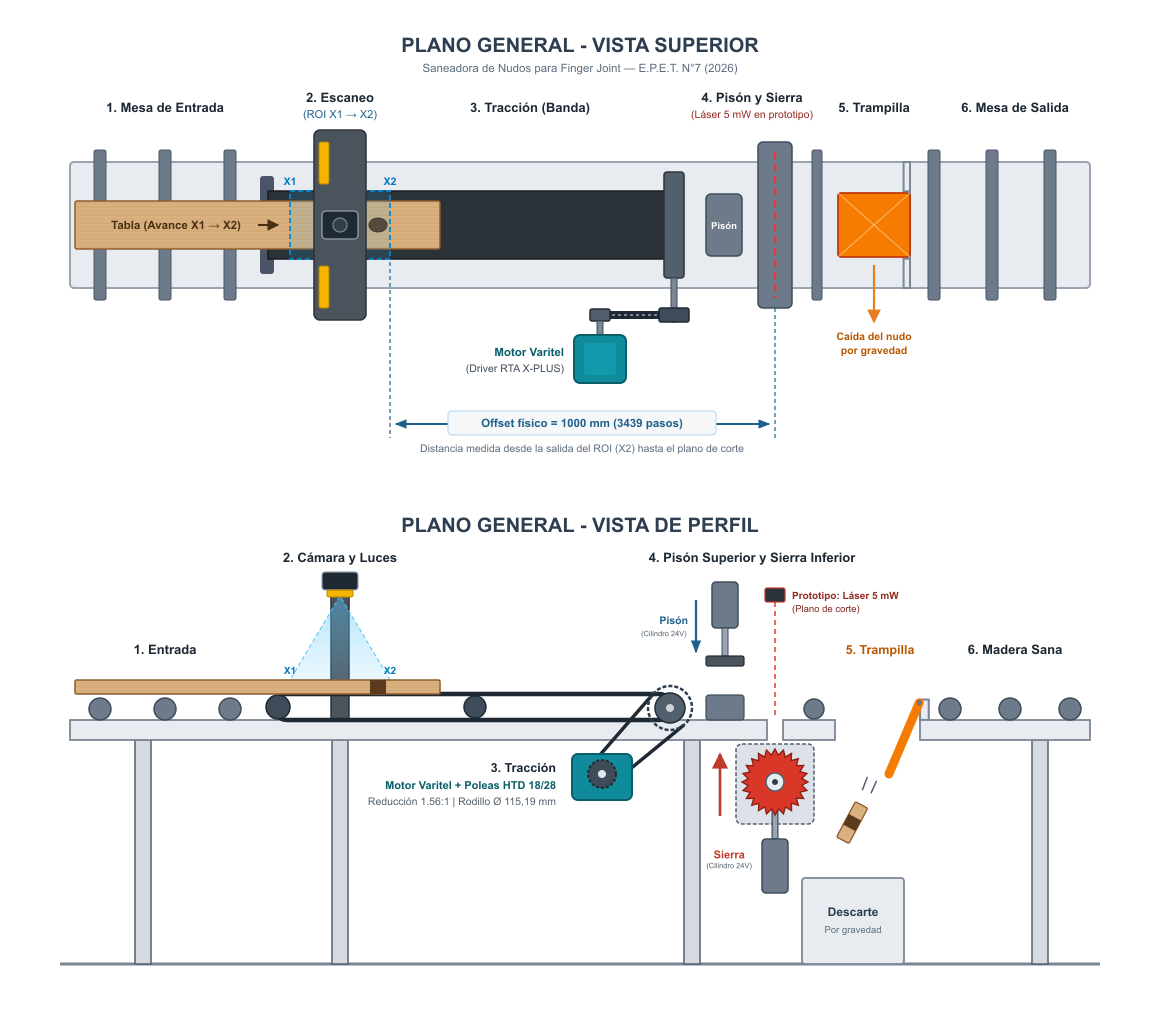 PLANO GENERAL - VISTA SUPERIOR
Saneadora de Nudos para Finger Joint — E.P.E.T. N°7 (2026)
1. Mesa de Entrada
2. Escaneo
(ROI X1 → X2)
3. Tracción (Banda)
4. Pisón y Sierra
(Láser 5 mW en prototipo)
5. Trampilla
6. Mesa de Salida
X1
X2
Tabla (Avance X1 → X2)
Pisón
Motor Varitel
(Driver RTA X-PLUS)
Caída del nudo
por gravedad
Offset físico = 1000 mm (3439 pasos)
Distancia medida desde la salida del ROI (X2) hasta el plano de corte
PLANO GENERAL - VISTA DE PERFIL
2. Cámara y Luces
4. Pisón Superior y Sierra Inferior
Prototipo: Láser 5 mW
(Plano de corte)
Pisón
(Cilindro 24V)
1. Entrada
5. Trampilla
6. Madera Sana
X1
X2
3. Tracción
Motor Varitel + Poleas HTD 18/28
Reducción 1.56:1 | Rodillo Ø 115,19 mm
Sierra
(Cilindro 24V)
Descarte
Por gravedad